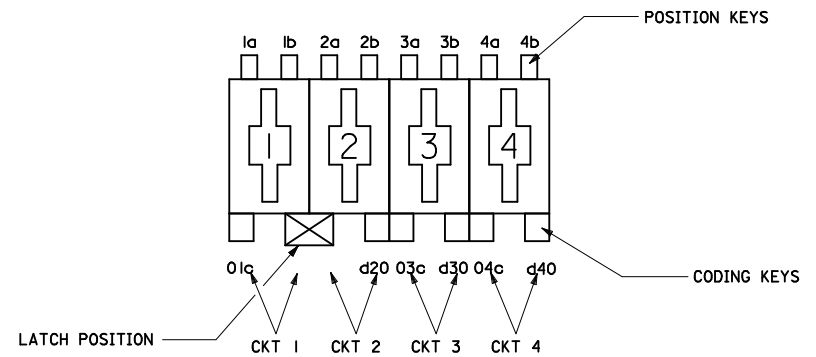 POSITION KEYS
1a 1b 2a 2b 3a 3b 4a 4b
1 2 3 4
01c d20 03c d30 04c d40
CODING KEYS
LATCH POSITION
CKT 1 CKT 2 CKT 3 CKT 4